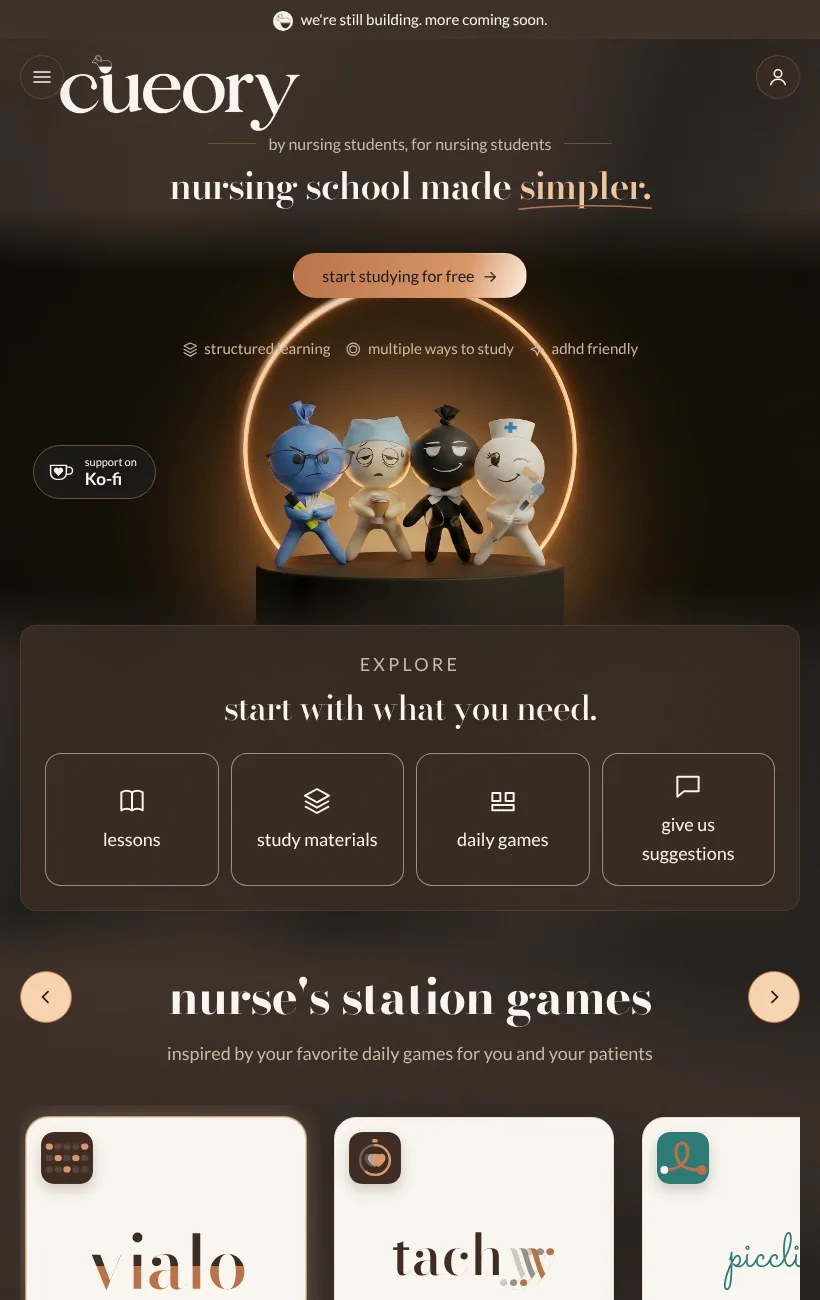 we're still building. more coming soon.
cueory
by nursing students, for nursing students
nursing school made simpler.
start studying for free →
structured learning multiple ways to study adhd friendly
support on
Ko-fi
EXPLORE
start with what you need.
lessons
study materials
daily games
give us
suggestions
nurse's station games
inspired by your favorite daily games for you and your patients
vialo
tach